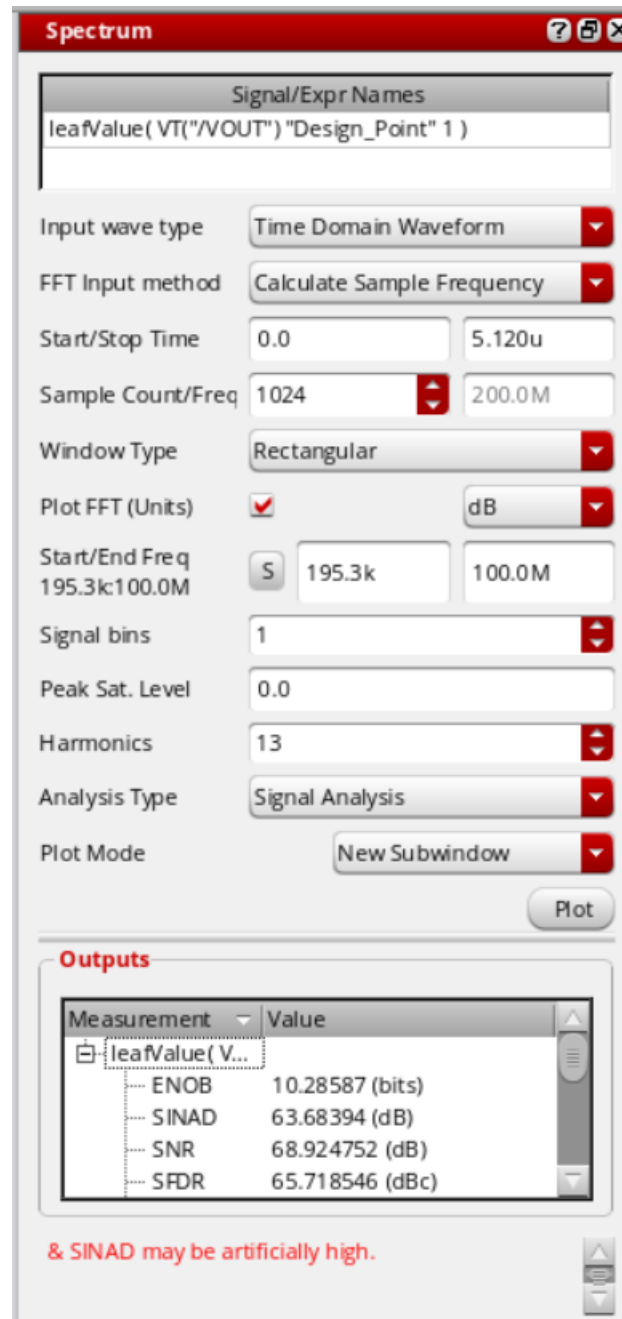 Spectrum
Signal/Expr Names
leafValue( VT("/VOUT") "Design_Point" 1 )
Input wave type Time Domain Waveform
FFT Input method Calculate Sample Frequency
Start/Stop Time 0.0 5.120u
Sample Count/Freq 1024 200.0M
Window Type Rectangular
Plot FFT (Units) dB
Start/End Freq
195.3k:100.0M S 195.3k 100.0M
Signal bins 1
Peak Sat. Level 0.0
Harmonics 13
Analysis Type Signal Analysis
Plot Mode New Subwindow
Plot
Outputs
Measurement Value
leafValue( V...
ENOB 10.28587 (bits)
SINAD 63.68394 (dB)
SNR 68.924752 (dB)
SFDR 65.718546 (dBc)
& SINAD may be artificially high.